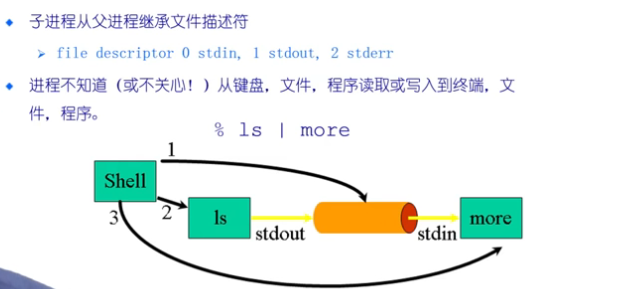 子进程从父进程继承文件描述符
file descriptor 0 stdin, 1 stdout, 2 stderr
进程不知道（或不关心！）从键盘，文件，程序读取或写入到终端，文
件，程序。
% ls | more
1
Shell
2
3
ls
stdout
stdin
more